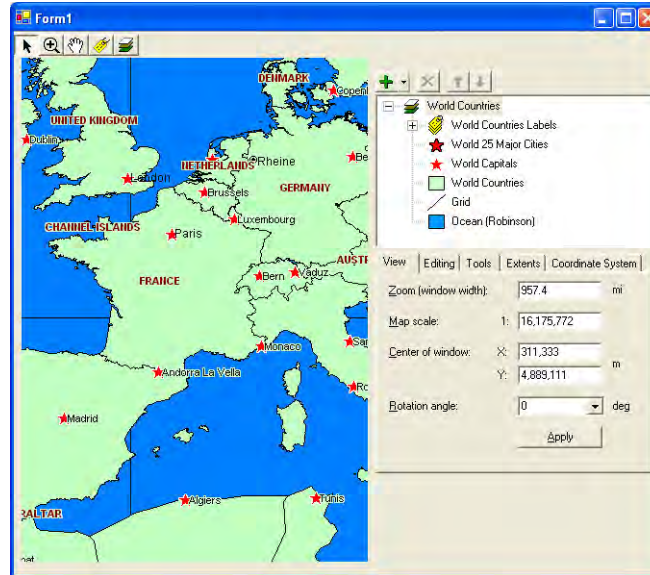 Form1
DENMARK
Copenh
UNITED KINGDOM
Dublin
NETHERLANDS
Rheine
Be
London
Brussels
GERMANY
Luxembourg
CHANNEL ISLANDS
Paris
AUSTR
Bern
Vaduz
FRANCE
Monaco
San
Andorra La Vella
Ro
Madrid
Algiers
Tunis
RALTAR
bat
World Countries
World Countries Labels
World 25 Major Cities
World Capitals
World Countries
Grid
Ocean (Robinson)
View Editing Tools Extents Coordinate System
Zoom (window width): 957.4 mi
Map scale: 1: 16,175,772
Center of window: X: 311,333
m
Y: 4,889,111
Rotation angle: 0 deg
Apply